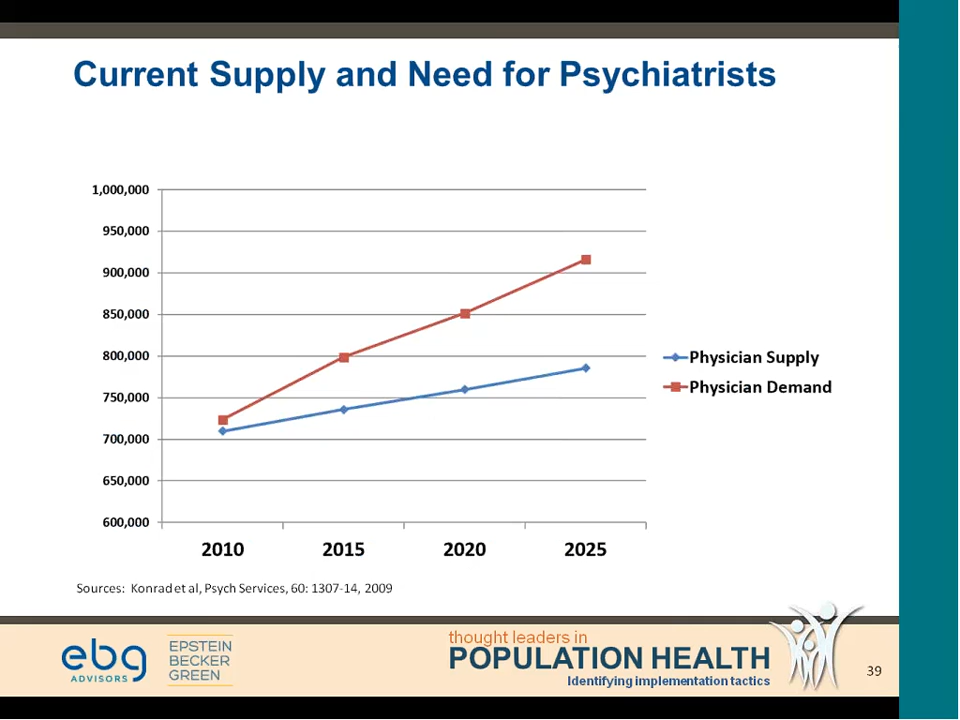 Current Supply and Need for Psychiatrists
1,000,000
950,000
900,000
850,000
800,000
750,000
700,000
650,000
600,000
2010 2015 2020 2025
Physician Supply
Physician Demand
Sources: Konrad et al, Psych Services, 60: 1307-14, 2009
ebg
ADVISORS
EPSTEIN
BECKER
GREEN
thought leaders in
POPULATION HEALTH
Identifying implementation tactics
39